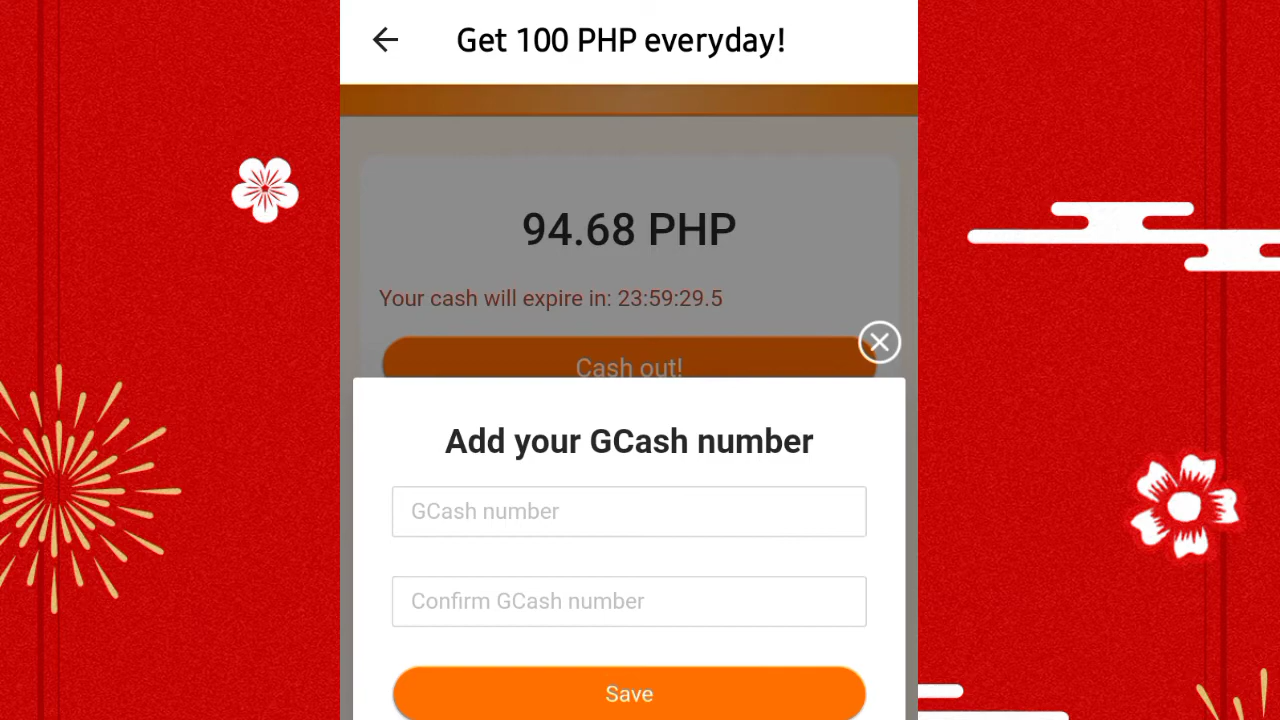 Get 100 PHP everyday!
94.68 PHP
Your cash will expire in: 23:59:29.5
Cash out!
Add your GCash number
GCash number
Confirm GCash number
Save